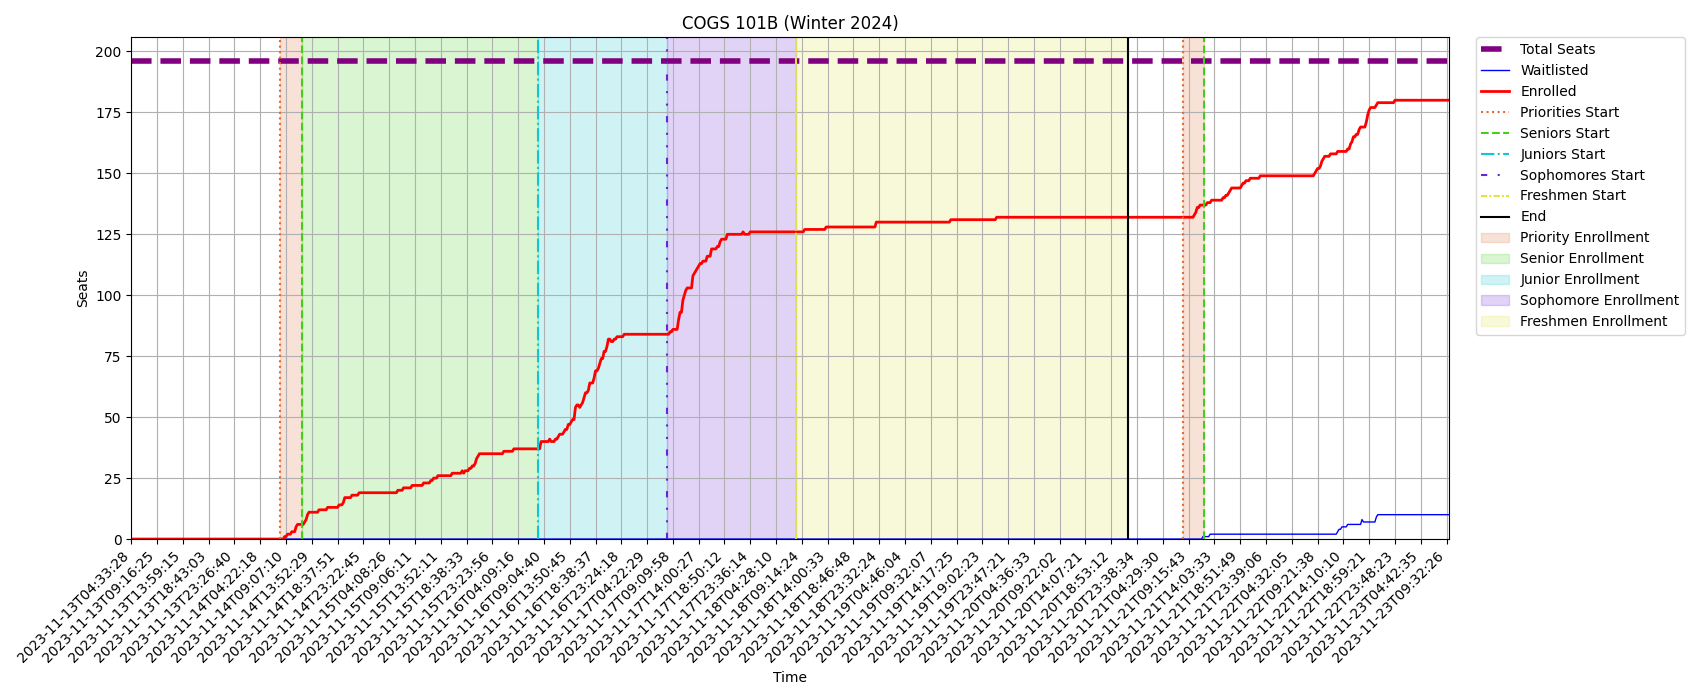 COGS 101B (Winter 2024)
Seats
200
175
150
125
100
75
50
25
0
2023-11-13T04:33:28
2023-11-13T09:16:25
2023-11-13T13:59:15
2023-11-13T18:43:03
2023-11-13T23:26:40
2023-11-14T04:22:18
2023-11-14T09:07:10
2023-11-14T13:52:29
2023-11-14T18:37:51
2023-11-14T23:22:45
2023-11-15T04:08:26
2023-11-15T09:06:11
2023-11-15T13:52:11
2023-11-15T18:38:33
2023-11-15T23:23:56
2023-11-16T04:09:16
2023-11-16T09:04:40
2023-11-16T13:50:45
2023-11-16T18:38:37
2023-11-16T23:24:18
2023-11-17T04:22:29
2023-11-17T09:09:58
2023-11-17T14:00:27
2023-11-17T18:50:12
2023-11-17T23:36:14
2023-11-18T04:28:10
2023-11-18T09:14:24
2023-11-18T14:00:33
2023-11-18T18:46:48
2023-11-18T23:32:24
2023-11-19T04:46:04
2023-11-19T09:32:07
2023-11-19T14:17:25
2023-11-19T19:02:23
2023-11-19T23:47:21
2023-11-20T04:36:33
2023-11-20T09:22:02
2023-11-20T14:07:21
2023-11-20T18:53:12
2023-11-20T23:38:34
2023-11-21T04:29:30
2023-11-21T09:15:43
2023-11-21T14:03:33
2023-11-21T18:51:49
2023-11-21T23:39:06
2023-11-22T04:32:05
2023-11-22T09:21:38
2023-11-22T14:10:10
2023-11-22T18:59:21
2023-11-22T23:48:23
2023-11-23T04:42:35
2023-11-23T09:32:26
Time
Total Seats
Waitlisted
Enrolled
Priorities Start
Seniors Start
Juniors Start
Sophomores Start
Freshmen Start
End
Priority Enrollment
Senior Enrollment
Junior Enrollment
Sophomore Enrollment
Freshmen Enrollment